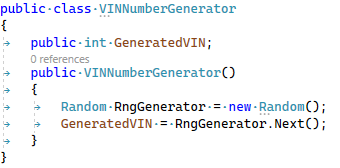 public class VINNumberGenerator
{
public int GeneratedVIN;
0 references
public VINNumberGenerator()
{
Random RngGenerator = new Random();
GeneratedVIN = RngGenerator.Next();
}
}